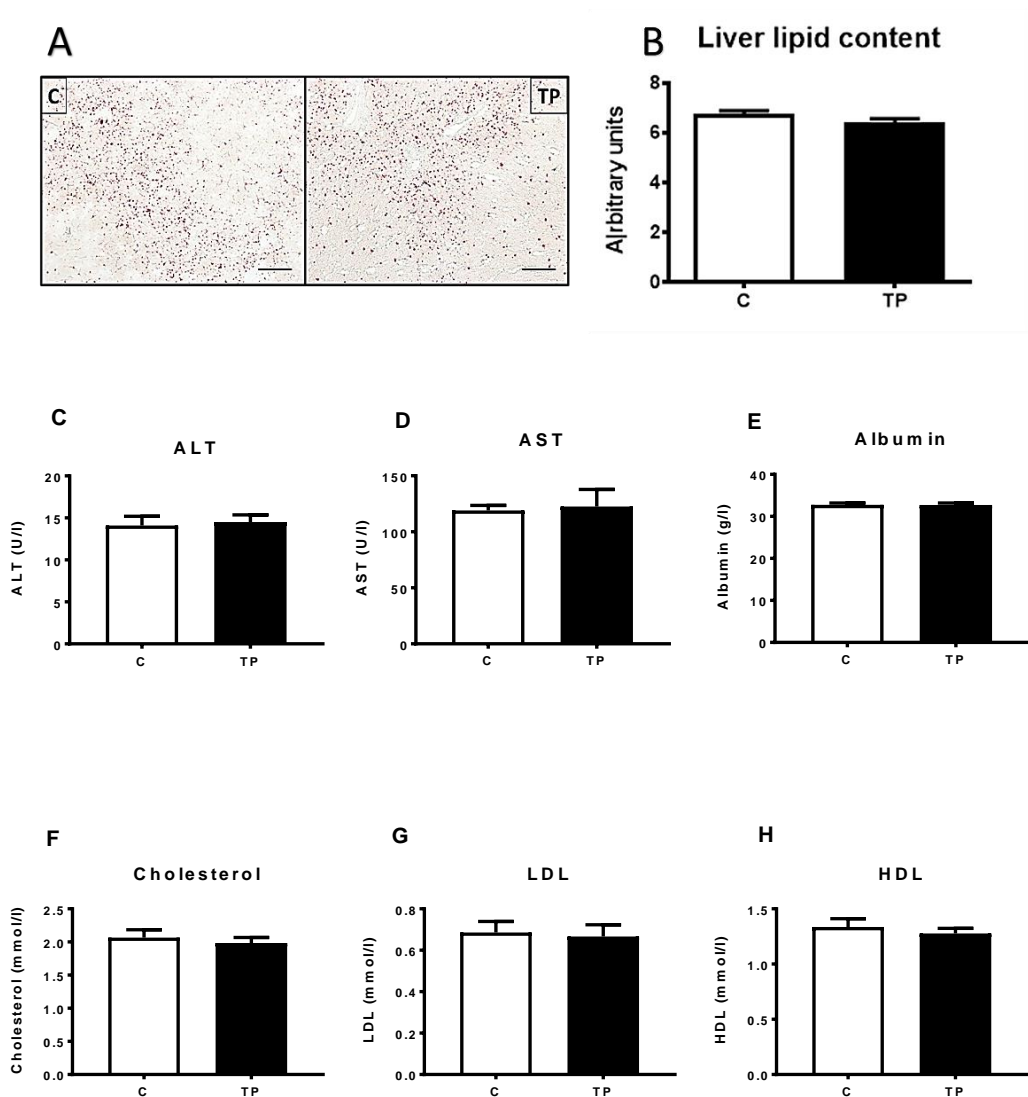 A
C
TP
B Liver lipid content
8
6
4
2
0
A|rbitrary units
C TP
C
ALT
20
15
10
5
0
ALT (U/l)
C TP
D
AST
150
100
50
0
AST (U/l)
C TP
E
Albumin
40
30
20
10
0
Albumin (g/l)
C TP
F
Cholesterol
2.5
2.0
1.5
1.0
0.5
0.0
Cholesterol (mmol/l)
C TP
G
LDL
0.8
0.6
0.4
0.2
0.0
LDL (mmol/l)
C TP
H
HDL
1.5
1.0
0.5
0.0
HDL (mmol/l)
C TP